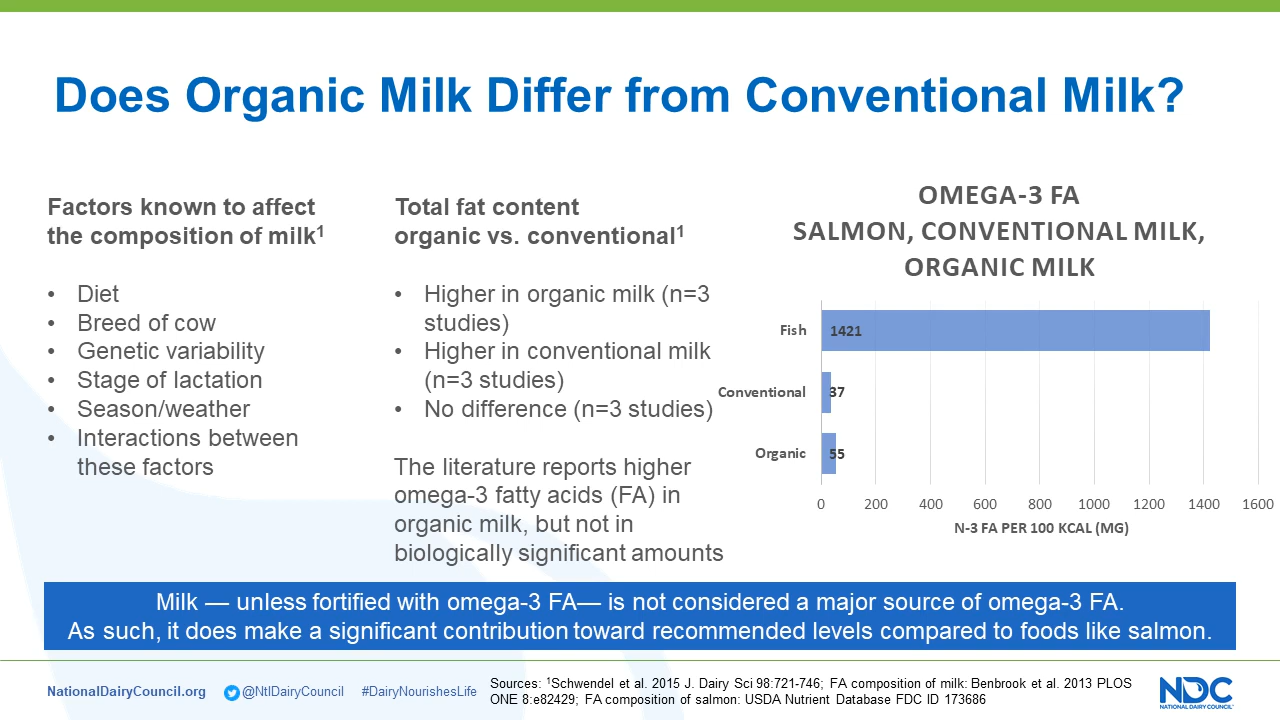 Does Organic Milk Differ from Conventional Milk?
Factors known to affect
the composition of milk¹
• Diet
• Breed of cow
• Genetic variability
• Stage of lactation
• Season/weather
• Interactions between
these factors
Total fat content
organic vs. conventional¹
• Higher in organic milk (n=3
studies)
• Higher in conventional milk
(n=3 studies)
• No difference (n=3 studies)
The literature reports higher
omega-3 fatty acids (FA) in
organic milk, but not in
biologically significant amounts
OMEGA-3 FA
SALMON, CONVENTIONAL MILK,
ORGANIC MILK
Fish 1421
Conventional 37
Organic 55
0 200 400 600 800 1000 1200 1400 1600
N-3 FA PER 100 KCAL (MG)
Milk — unless fortified with omega-3 FA— is not considered a major source of omega-3 FA.
As such, it does make a significant contribution toward recommended levels compared to foods like salmon.
NationalDairyCouncil.org @NtlDairyCouncil #DairyNourishesLife
Sources: ¹Schwendel et al. 2015 J. Dairy Sci 98:721-746; FA composition of milk: Benbrook et al. 2013 PLOS
ONE 8:e82429; FA composition of salmon: USDA Nutrient Database FDC ID 173686
NDC
NATIONAL DAIRY COUNCIL